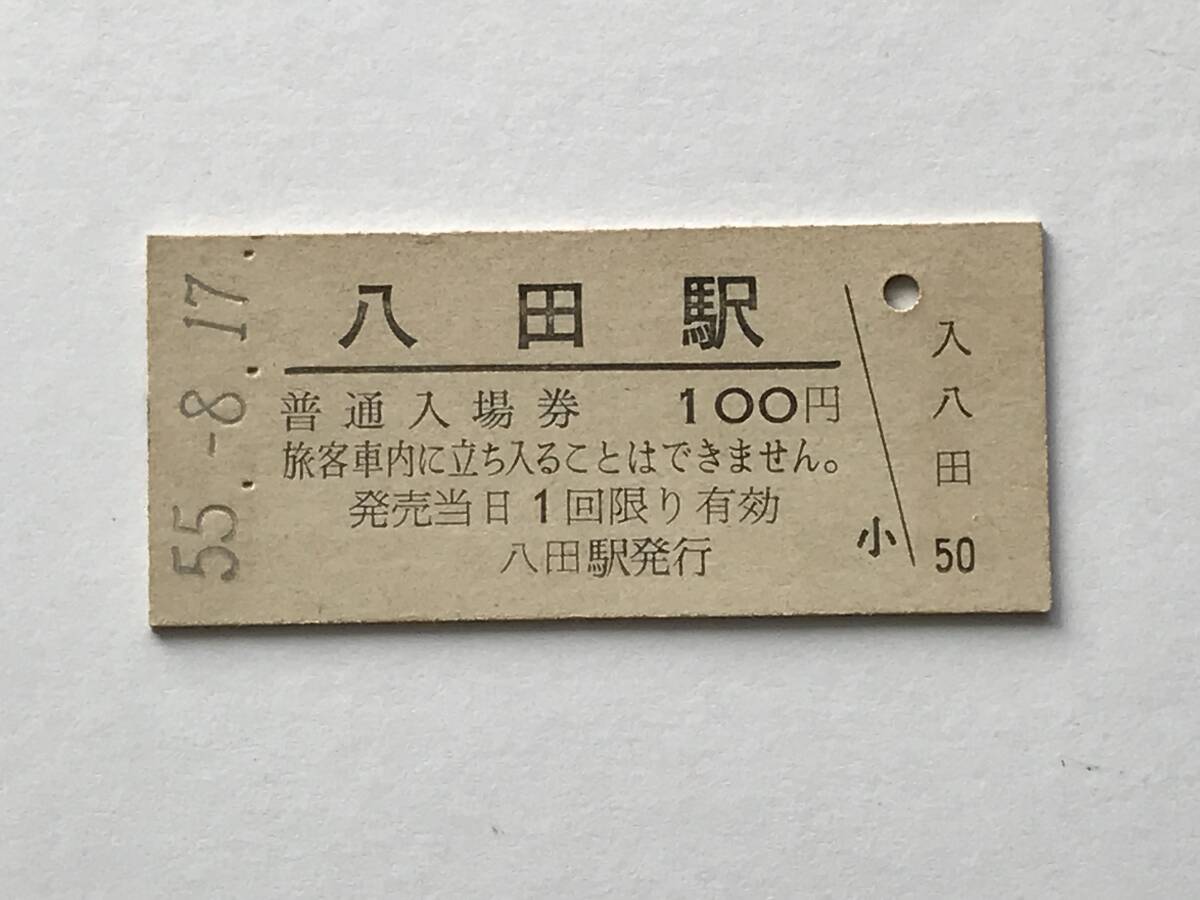 55.-8.17.
八田駅
普通入場券 100円
旅客車内に立ち入ることはできません。
発売当日1回限り有効
八田駅発行
小
入八田
50